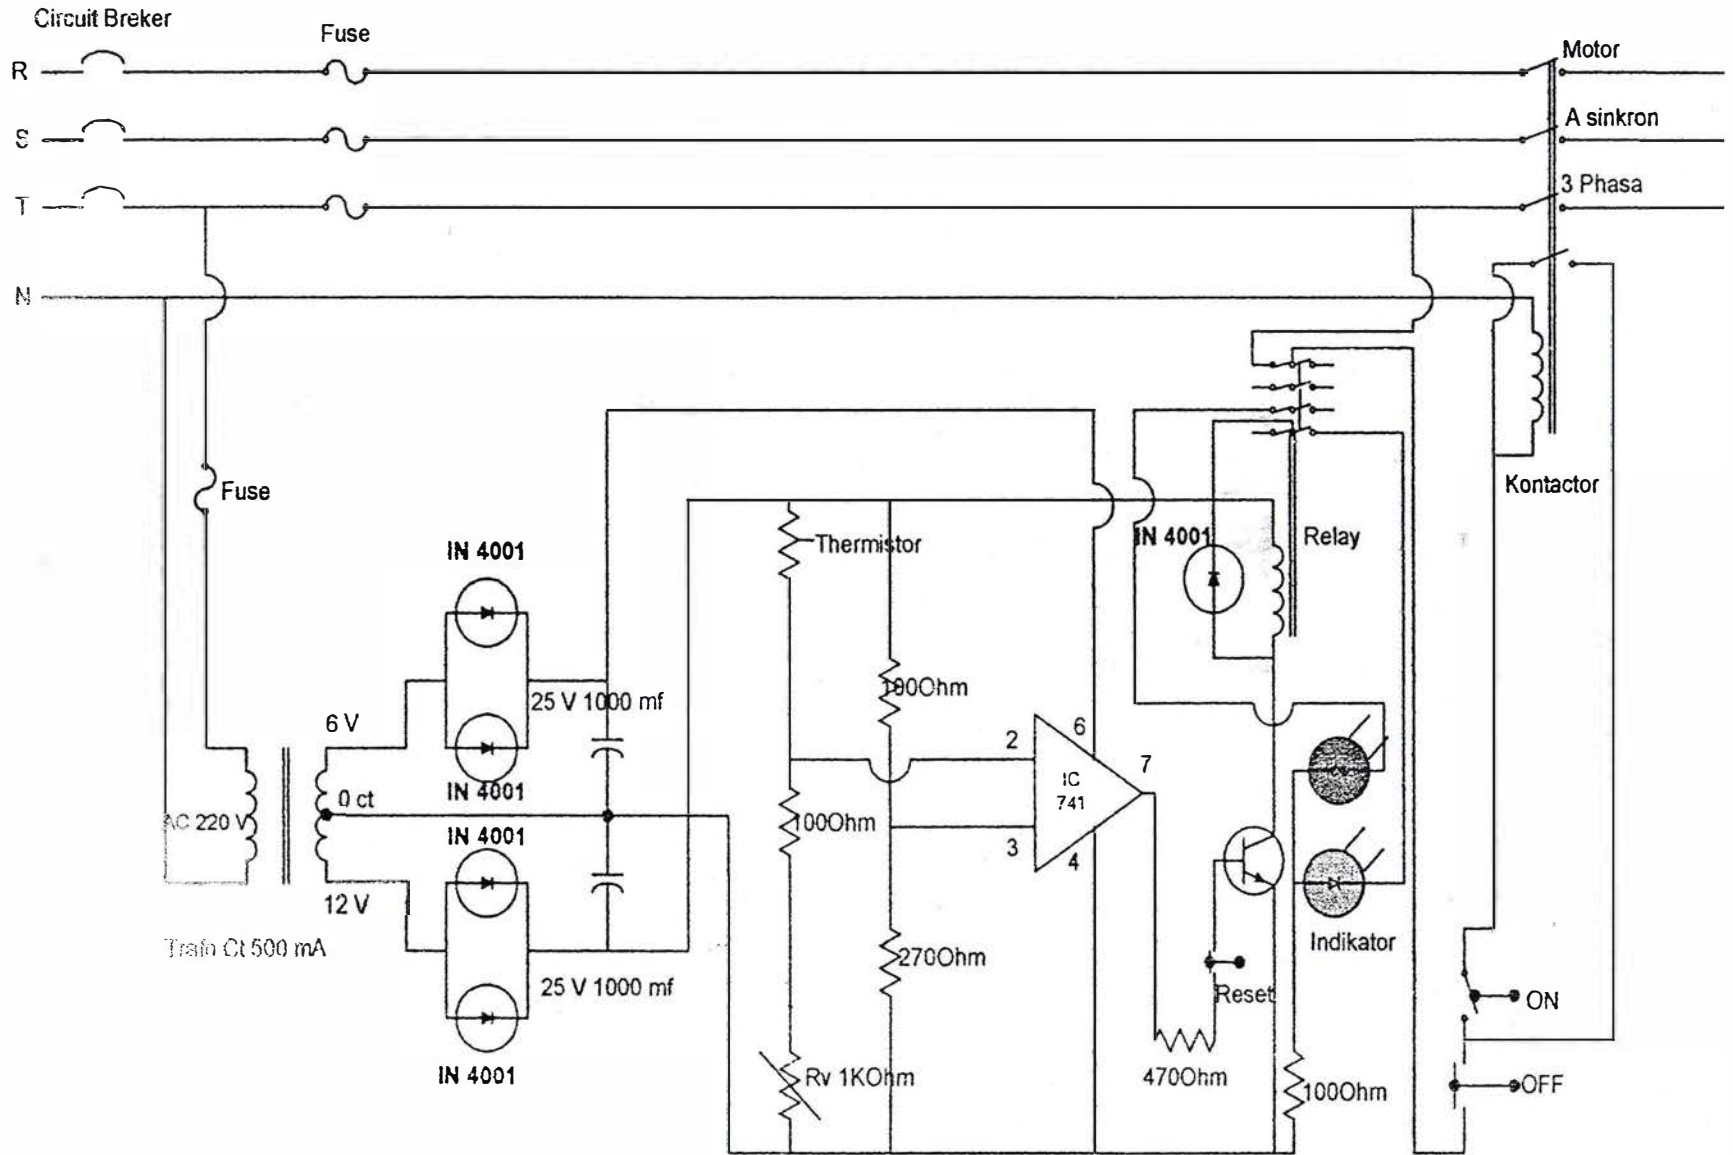 Circuit Breker
Fuse
R
S
T
N
Motor
A sinkron
3 Phasa
Kontactor
Fuse
IN 4001
Thermistor
IN 4001
Relay
100Ohm
25 V 1000 mf
6 V
IN 4001
0 ct
AC 220 V
IN 4001
12 V
Trafo Ct 500 mA
25 V 1000 mf
IN 4001
100Ohm
2
6
7
IC
741
3
4
270Ohm
Rv 1KOhm
Reset
470Ohm
100Ohm
Indikator
ON
OFF